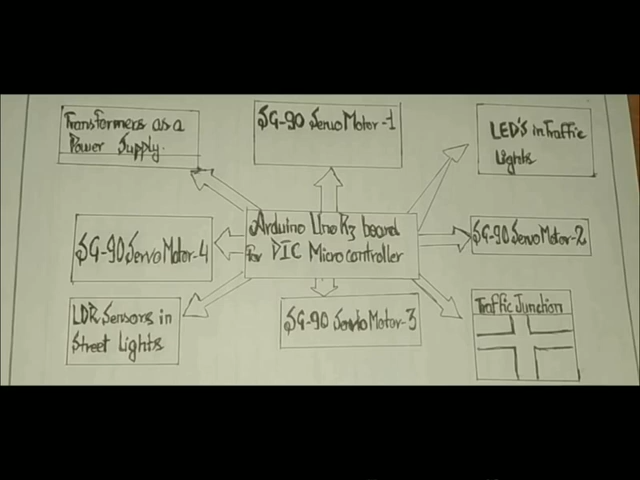 Transformers as a
Power Supply.
SG-90 Servo Motor-1
LED'S in Traffic
Lights
SG-90 Servo Motor-4
Arduino Uno R3 board
for PIC Microcontroller
SG-90 Servo Motor-2
LDR Sensors in
Street Lights
SG-90 Servo Motor-3
Traffic Junction